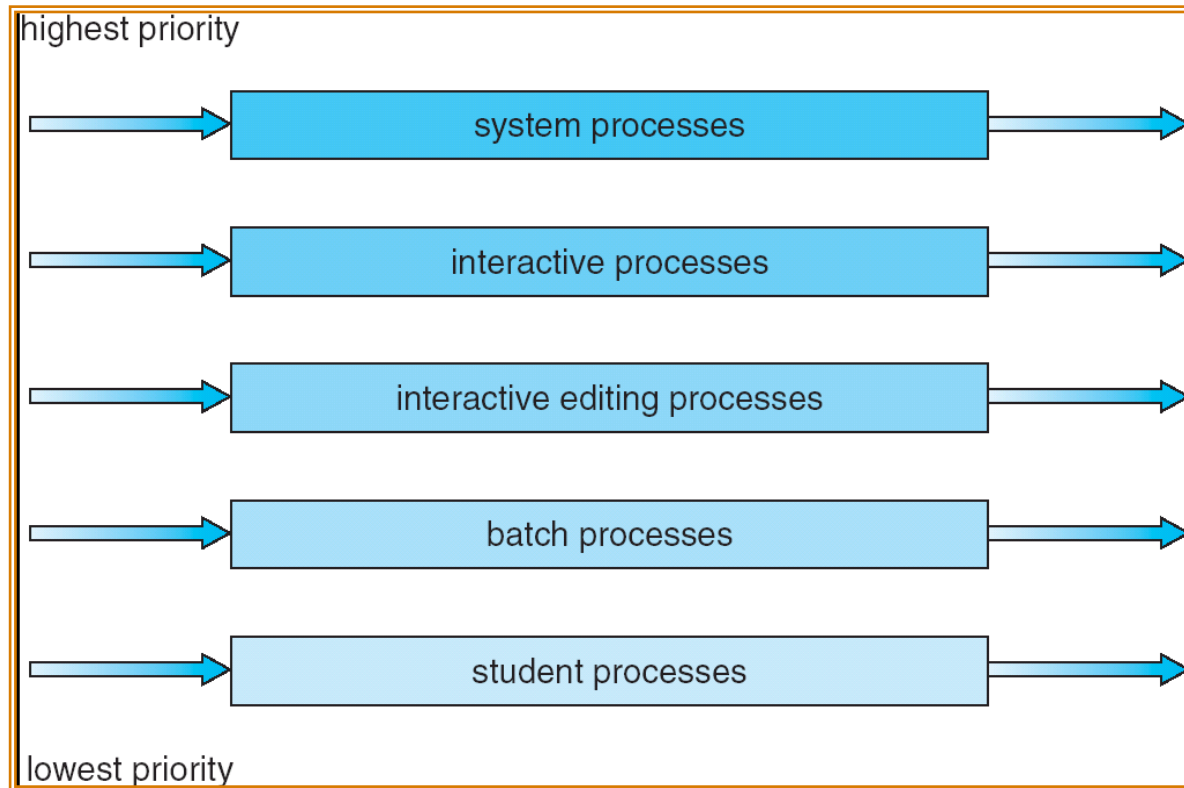 highest priority
system processes
interactive processes
interactive editing processes
batch processes
student processes
lowest priority